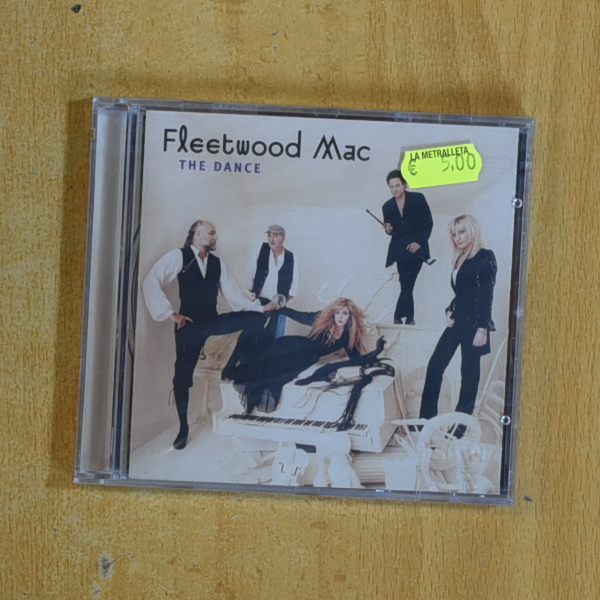 Fleetwood Mac
THE DANCE
LA METRALLETA
€ 5,00